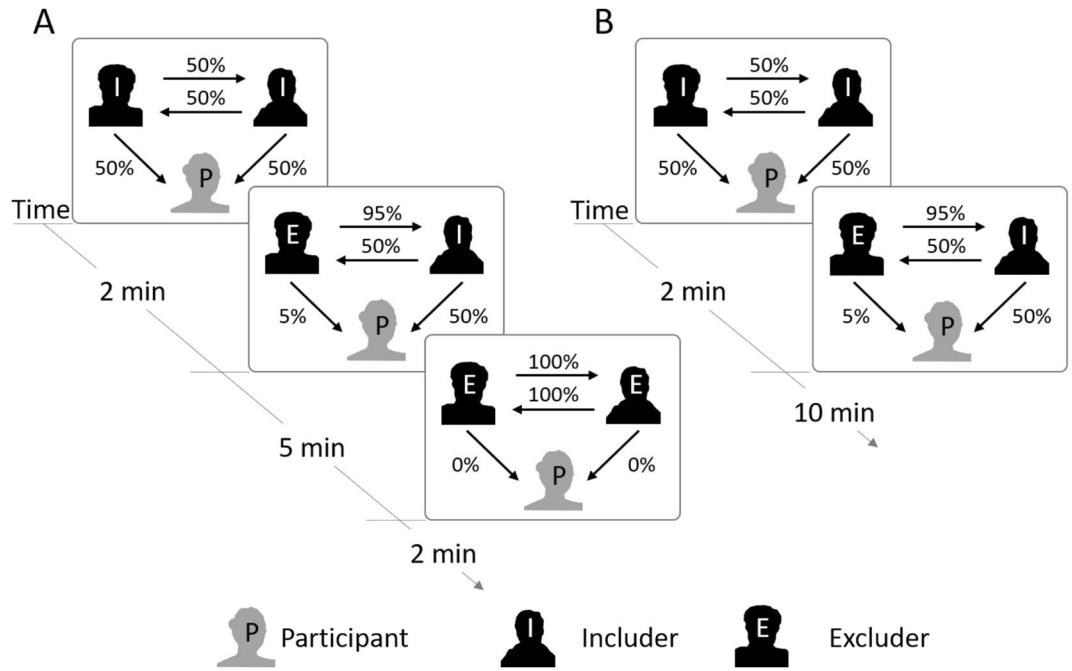 A
I
50%
I
50%
50%
50%
P
Time
E
95%
I
50%
2 min
5%
50%
P
E
100%
E
100%
5 min
0%
0%
P
2 min
B
I
50%
I
50%
50%
50%
P
Time
E
95%
I
50%
2 min
5%
50%
P
10 min
P Participant
I Includer
E Excluder